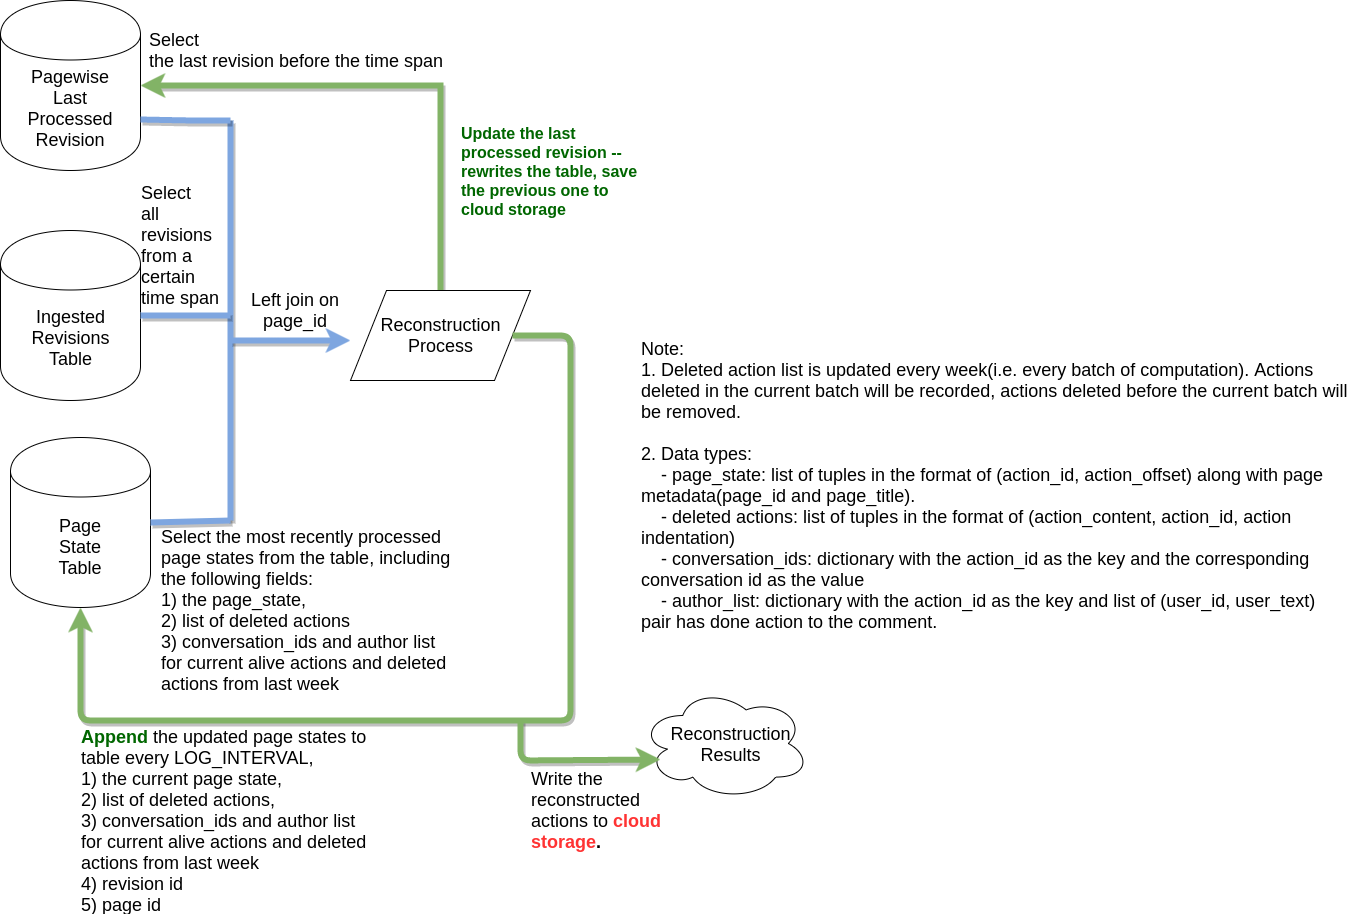 Select
the last revision before the time span
Pagewise
Last
Processed
Revision
Update the last
processed revision --
rewrites the table, save
the previous one to
cloud storage
Select
all
revisions
from a
certain
time span
Ingested
Revisions
Table
Left join on
page_id
Reconstruction
Process
Note:
1. Deleted action list is updated every week(i.e. every batch of computation). Actions
deleted in the current batch will be recorded, actions deleted before the current batch will
be removed.
2. Data types:
- page_state: list of tuples in the format of (action_id, action_offset) along with page
metadata(page_id and page_title).
- deleted actions: list of tuples in the format of (action_content, action_id, action
indentation)
- conversation_ids: dictionary with the action_id as the key and the corresponding
conversation id as the value
- author_list: dictionary with the action_id as the key and list of (user_id, user_text)
pair has done action to the comment.
Page
State
Table
Select the most recently processed
page states from the table, including
the following fields:
1) the page_state,
2) list of deleted actions
3) conversation_ids and author list
for current alive actions and deleted
actions from last week
Reconstruction
Results
Append the updated page states to
table every LOG_INTERVAL,
1) the current page state,
2) list of deleted actions,
3) conversation_ids and author list
for current alive actions and deleted
actions from last week
4) revision id
5) page id
Write the
reconstructed
actions to cloud
storage.